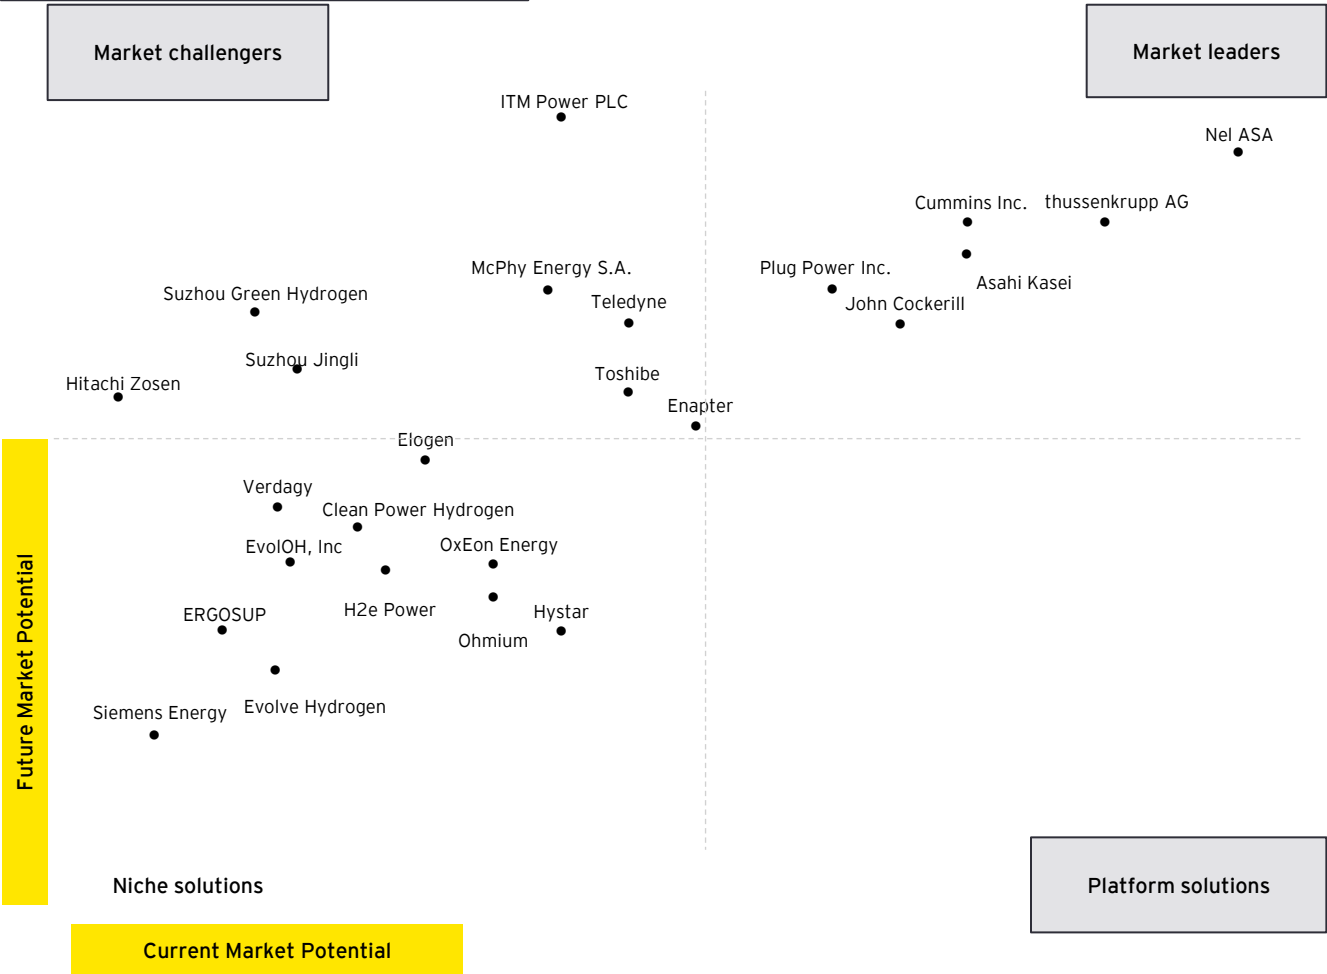 Market challengers
Market leaders
ITM Power PLC
Nel ASA
Cummins Inc.
thussenkrupp AG
McPhy Energy S.A.
Plug Power Inc.
Asahi Kasei
Suzhou Green Hydrogen
Teledyne
John Cockerill
Suzhou Jingli
Toshibe
Hitachi Zosen
Enapter
Elogen
Verdagy
Clean Power Hydrogen
EvolOH, Inc
OxEon Energy
H2e Power
Hystar
ERGOSUP
Ohmium
Evolve Hydrogen
Siemens Energy
Future Market Potential
Niche solutions
Platform solutions
Current Market Potential